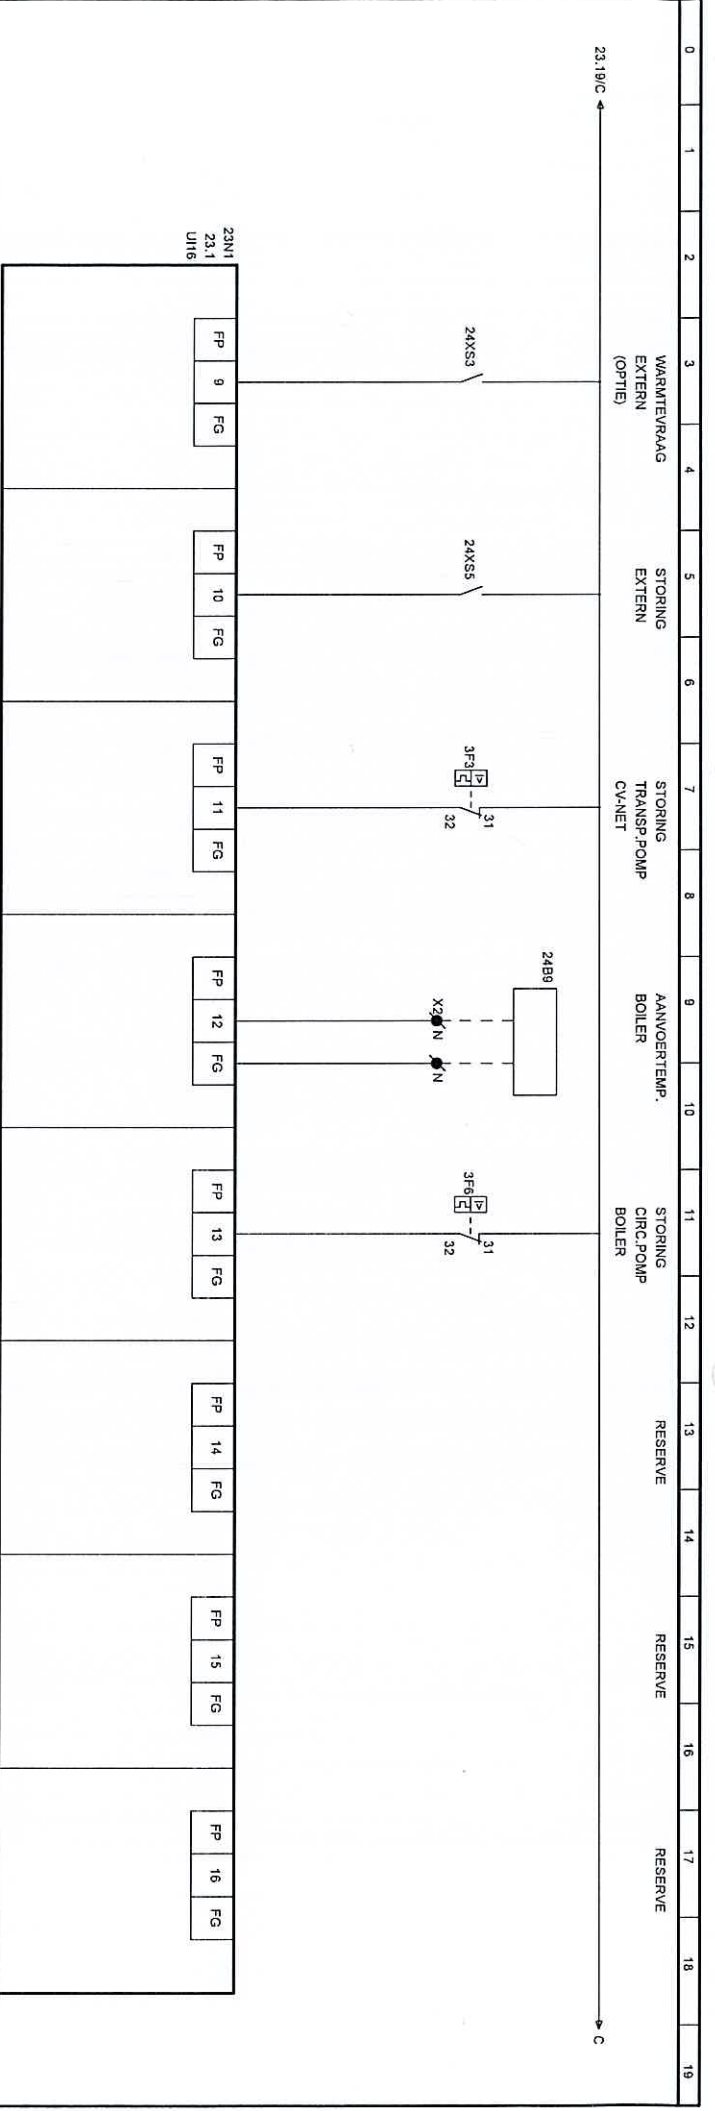 0 1 2 3 4 5 6 7 8 9 10 11 12 13 14 15 16 17 18 19
WARMTEVRAAG
EXTERN
(OPTIE)
STORING
EXTERN
STORING
TRANSP.POMP
CV-NET
AANVOERTEMP.
BOILER
STORING
CIRC.POMP
BOILER
RESERVE
RESERVE
RESERVE
23.19/C
C
24XS3
24XS5
3F3
31
32
24B9
X2 N
N
3F6
31
32
23N1
23.1
UI16
FP 9 FG
FP 10 FG
FP 11 FG
FP 12 FG
FP 13 FG
FP 14 FG
FP 15 FG
FP 16 FG